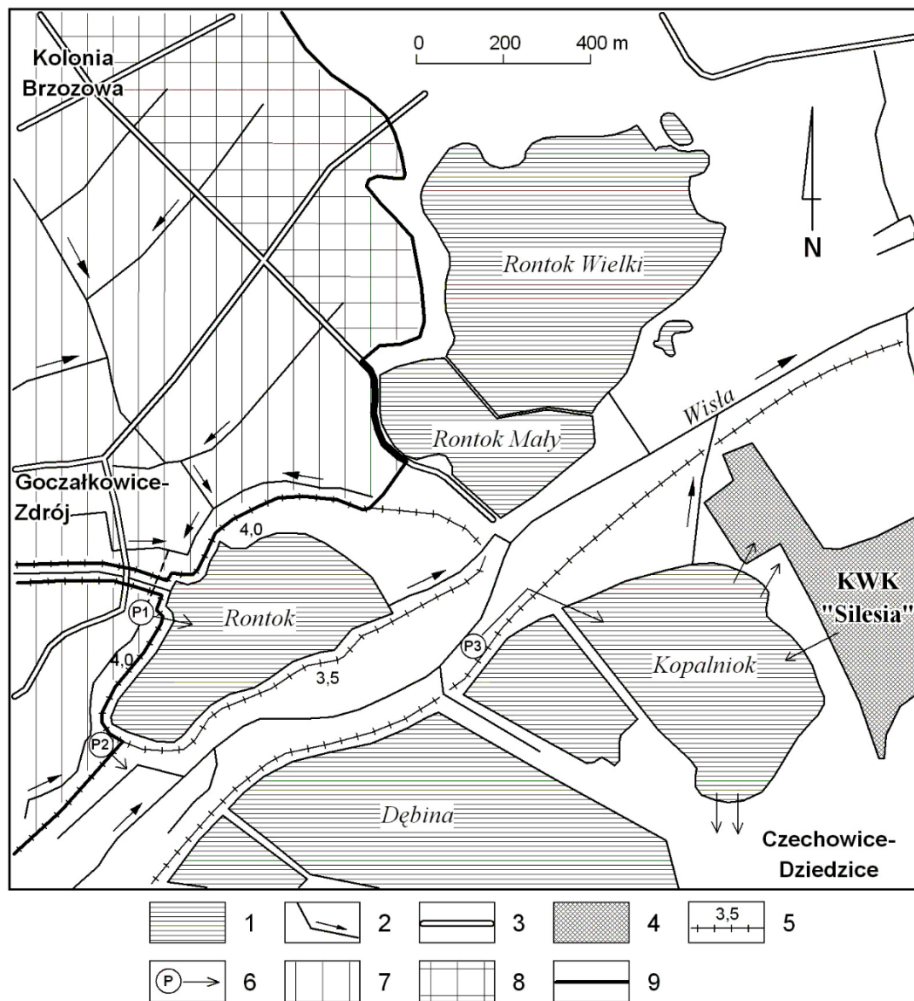 Kolonia
Brzozowa
0 200 400 m
Rontok Wielki
N
Wisła
Rontok Mały
Goczałkowice-
Zdrój
4,0
KWK
"Silesia"
P1
Rontok
P3
Kopalniok
4,0
3,5
P2
Dębina
Czechowice-
Dziedzice
1 2 3 4 3,5 5
P 6 7 8 9